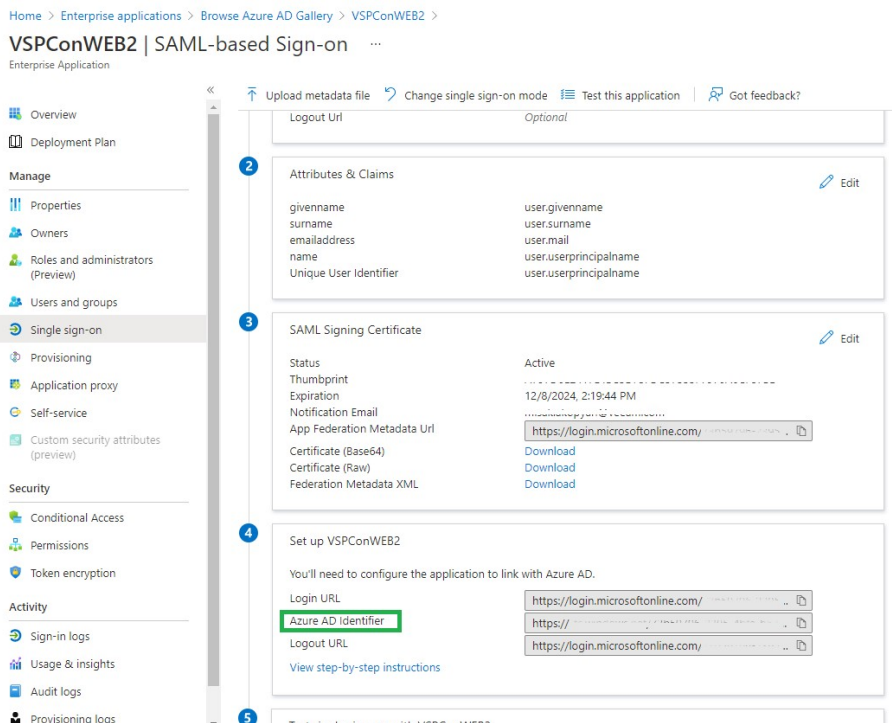 Home > Enterprise applications > Browse Azure AD Gallery > VSPConWEB2 >
VSPConWEB2 | SAML-based Sign-on ...
Enterprise Application
«
Upload metadata file Change single sign-on mode Test this application Got feedback?
Overview
Deployment Plan
Manage
Properties
Owners
Roles and administrators
(Preview)
Users and groups
Single sign-on
Provisioning
Application proxy
Self-service
Custom security attributes
(preview)
Security
Conditional Access
Permissions
Token encryption
Activity
Sign-in logs
Usage & insights
Audit logs
Provisioning logs
Logout Url Optional
2
Attributes & Claims
Edit
givenname user.givenname
surname user.surname
emailaddress user.mail
name user.userprincipalname
Unique User Identifier user.userprincipalname
3
SAML Signing Certificate
Edit
Status Active
Thumbprint
Expiration 12/8/2024, 2:19:44 PM
Notification Email
App Federation Metadata Url https://login.microsoftonline.com/
Certificate (Base64) Download
Certificate (Raw) Download
Federation Metadata XML Download
4
Set up VSPConWEB2
You'll need to configure the application to link with Azure AD.
Login URL https://login.microsoftonline.com/ ..
Azure AD Identifier https:// ..
Logout URL https://login.microsoftonline.com/ ..
View step-by-step instructions
5